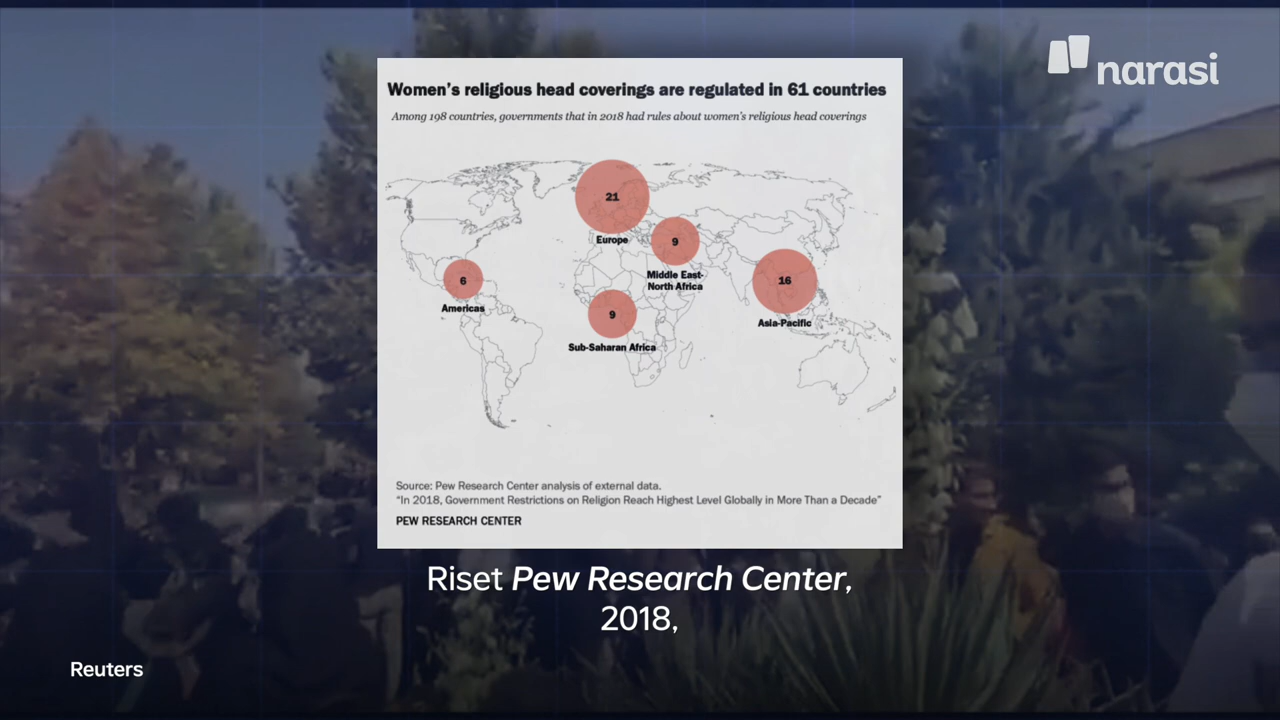 narasi
Women's religious head coverings are regulated in 61 countries
Among 198 countries, governments that in 2018 had rules about women's religious head coverings
21
Europe
9
Middle East-
North Africa
6
Americas
16
Asia-Pacific
9
Sub-Saharan Africa
Source: Pew Research Center analysis of external data.
“In 2018, Government Restrictions on Religion Reach Highest Level Globally in More Than a Decade”
PEW RESEARCH CENTER
Riset Pew Research Center,
2018,
Reuters